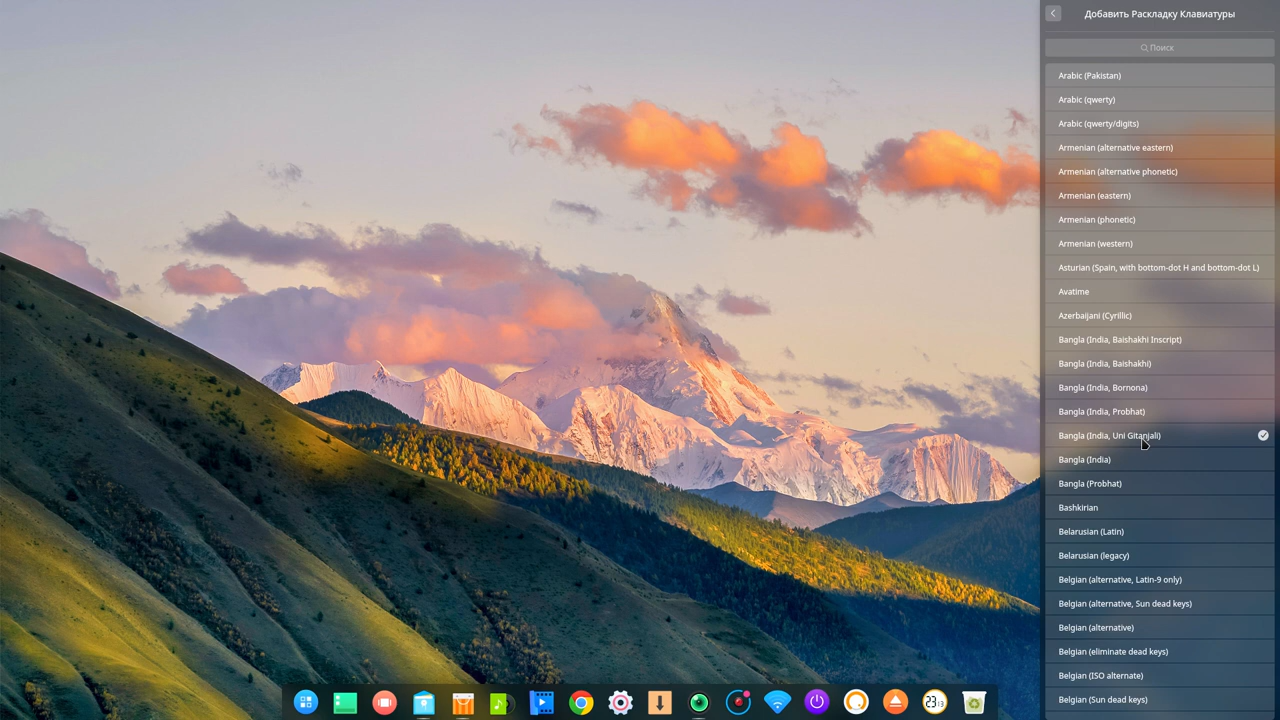 Добавить Раскладку Клавиатуры
Поиск
Arabic (Pakistan)
Arabic (qwerty)
Arabic (qwerty/digits)
Armenian (alternative eastern)
Armenian (alternative phonetic)
Armenian (eastern)
Armenian (phonetic)
Armenian (western)
Asturian (Spain, with bottom-dot H and bottom-dot L)
Avatime
Azerbaijani (Cyrillic)
Bangla (India, Baishakhi Inscript)
Bangla (India, Baishakhi)
Bangla (India, Bornona)
Bangla (India, Probhat)
Bangla (India, Uni Gitanjali)
Bangla (India)
Bangla (Probhat)
Bashkirian
Belarusian (Latin)
Belarusian (legacy)
Belgian (alternative, Latin-9 only)
Belgian (alternative, Sun dead keys)
Belgian (alternative)
Belgian (eliminate dead keys)
Belgian (ISO alternate)
Belgian (Sun dead keys)